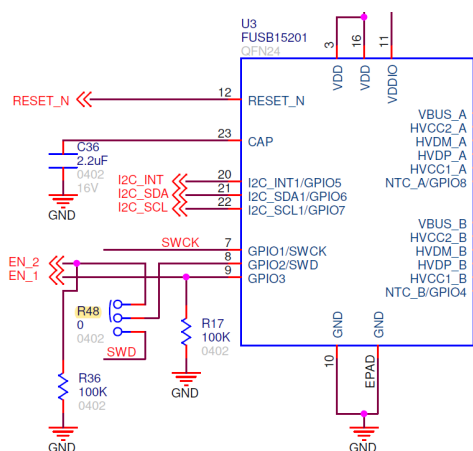 U3
FUSB15201
QFN24
3
16
11
VDD
VDD
VDDIO
RESET_N
12
RESET_N
VBUS_A
HVCC2_A
HVDM_A
HVDP_A
HVCC1_A
NTC_A/GPIO8
23
CAP
C36
2.2uF
0402
16V
GND
I2C_INT
20
I2C_INT1/GPIO5
I2C_SDA
21
I2C_SDA1/GPIO6
I2C_SCL
22
I2C_SCL1/GPIO7
VBUS_B
HVCC2_B
HVDM_B
HVDP_B
HVCC1_B
NTC_B/GPIO4
SWCK
7
GPIO1/SWCK
EN_2
8
GPIO2/SWD
EN_1
9
GPIO3
R48
0
0402
SWD
R17
100K
0402
GND
R36
100K
0402
GND
GND
GND
10
EPAD
GND